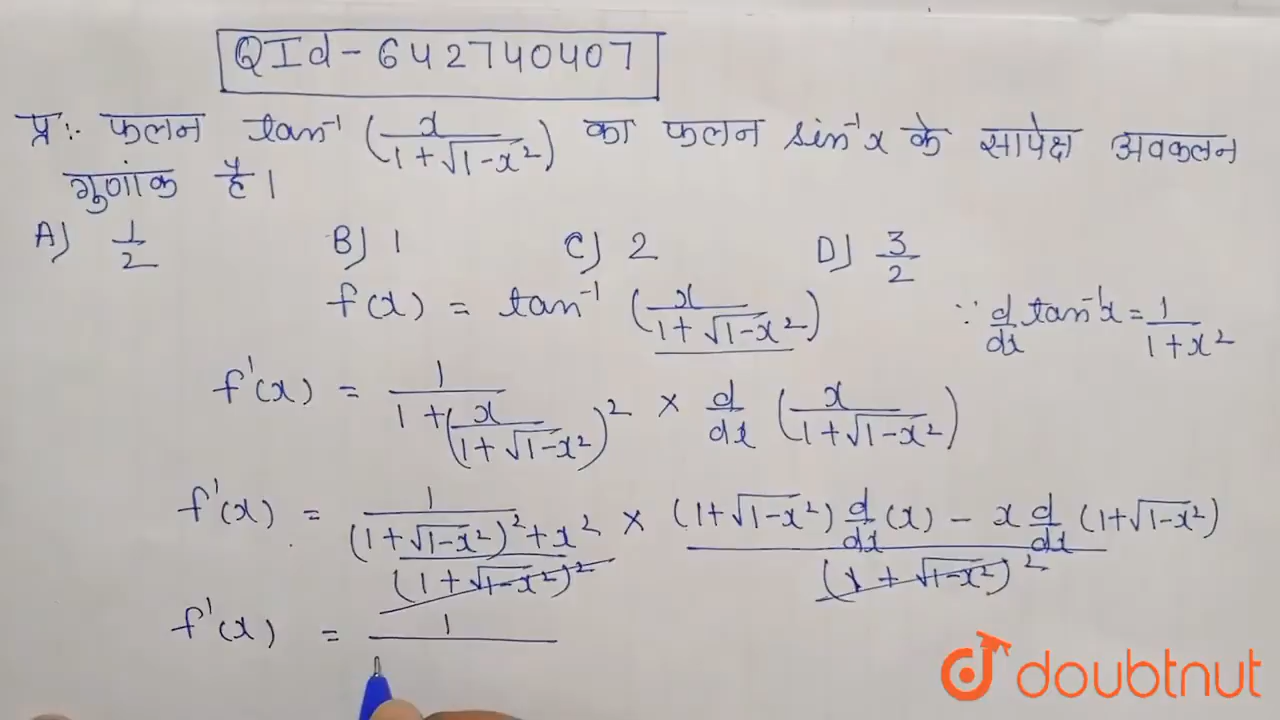 QId-642740407
प्र:- फलन tan⁻¹ (x/(1+√(1-x²))) का फलन sin⁻¹x के सापेक्ष अवकलन
गुणांक है।
A) 1/2 B) 1 C) 2 D) 3/2
f(x) = tan⁻¹ (x/(1+√(1-x²))) ∵ d/dx tan⁻¹x = 1/(1+x²)
f'(x) = 1/(1+(x/(1+√(1-x²)))²) × d/dx (x/(1+√(1-x²)))
f'(x) = 1/(((1+√(1-x²))²+x²)/(1+√(1-x²))²) × ((1+√(1-x²)) d/dx (x) - x d/dx (1+√(1-x²)))/(1+√(1-x²))²
f'(x) = 1/
doubtnut